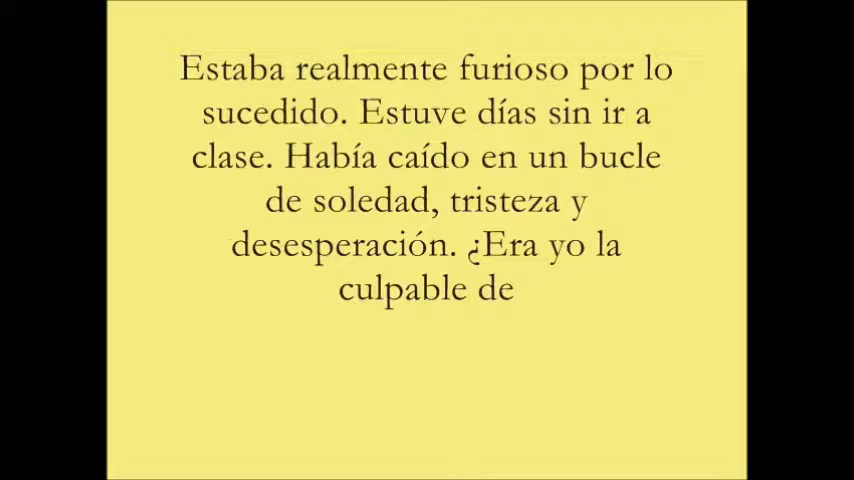 Estaba realmente furioso por lo
sucedido. Estuve días sin ir a
clase. Había caído en un bucle
de soledad, tristeza y
desesperación. ¿Era yo la
culpable de